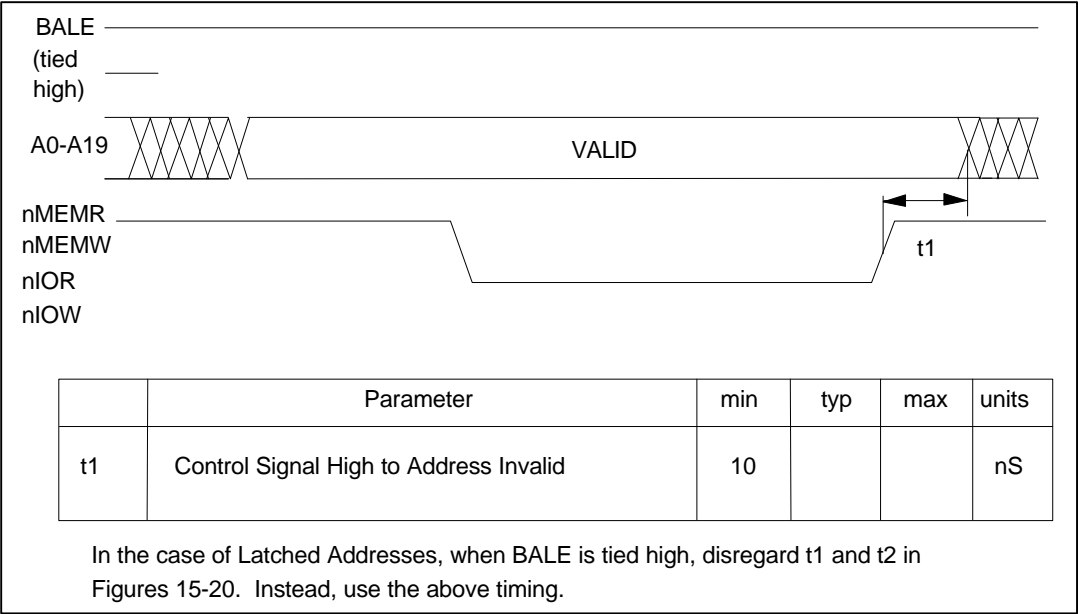 BALE
(tied
high)
A0-A19
VALID
nMEMR
nMEMW
nIOR
nIOW
t1
Parameter min typ max units
t1 Control Signal High to Address Invalid 10 nS
In the case of Latched Addresses, when BALE is tied high, disregard t1 and t2 in
Figures 15-20. Instead, use the above timing.